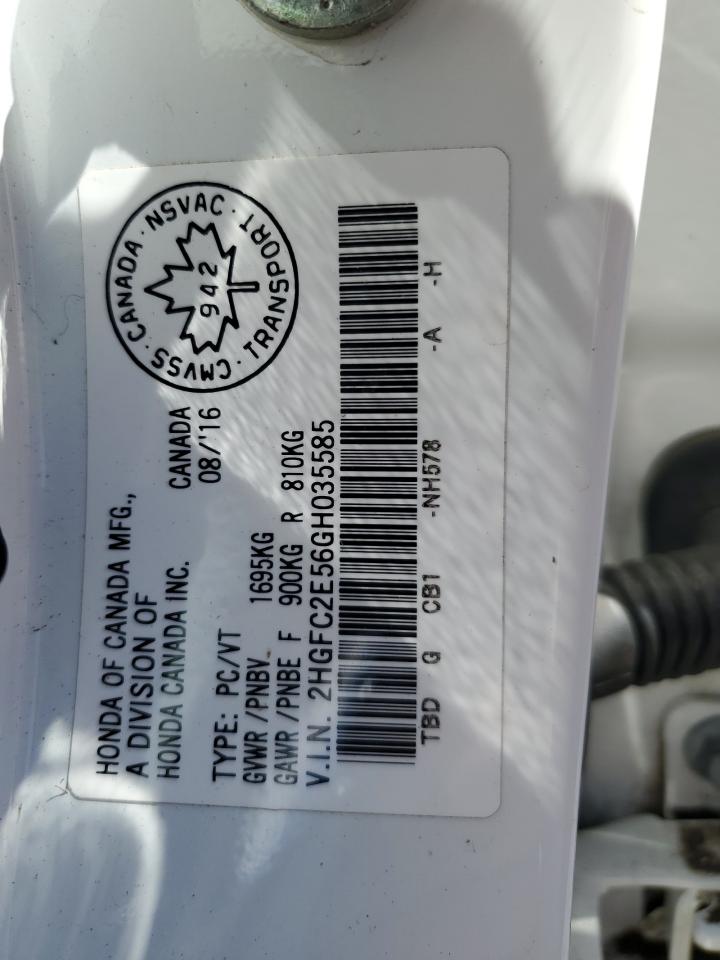 HONDA OF CANADA MFG.,
A DIVISION OF
HONDA CANADA INC.
CANADA
08/'16
CANADA · NSVAC · TRANSPORT · CMVSS ·
942
TYPE: PC/VT
GVWR /PNBV 1695KG
GAWR /PNBE F 900KG R 810KG
V.I.N. 2HGFC2E56GH035585
TBD G CB1 -NH578 -A -H